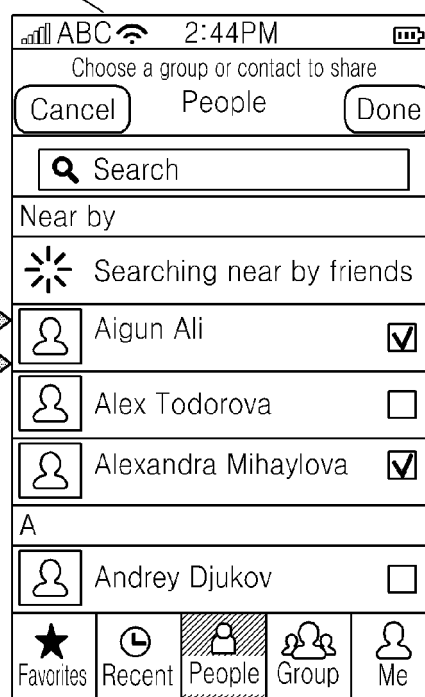 ABC 2:44PM
Choose a group or contact to share
Cancel People Done
Search
Near by
Searching near by friends
Aigun Ali
Alex Todorova
Alexandra Mihaylova
A
Andrey Djukov
Favorites Recent People Group Me